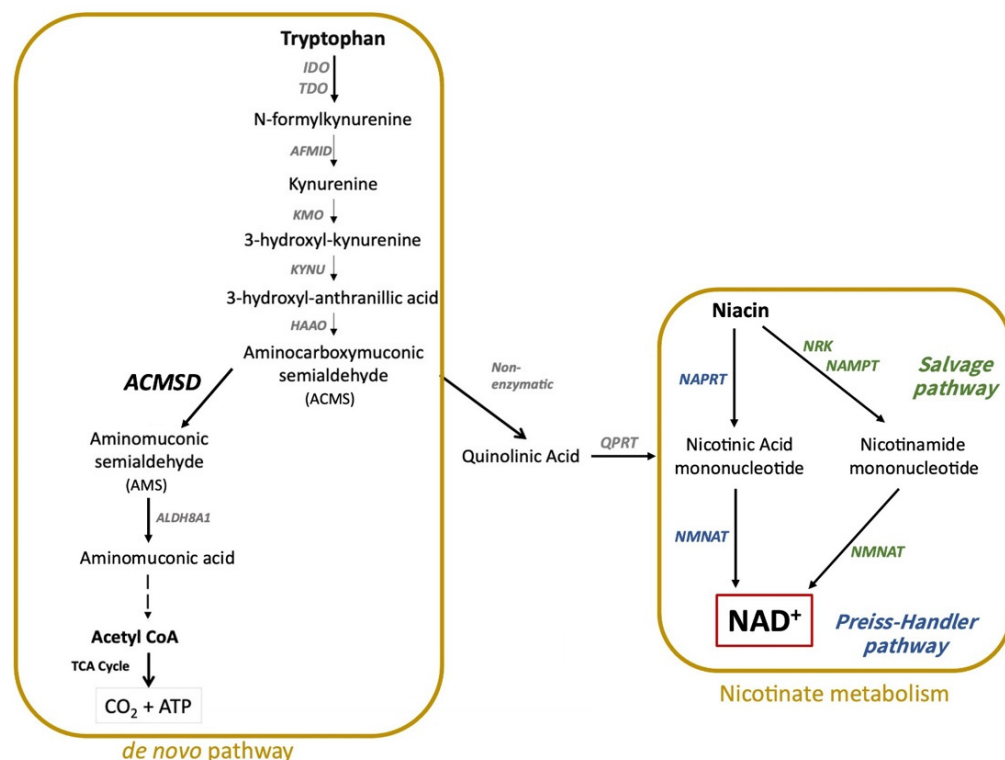 Tryptophan
IDO
TDO
N-formylkynurenine
AFMID
Kynurenine
KMO
3-hydroxyl-kynurenine
KYNU
3-hydroxyl-anthranillic acid
HAAO
Aminocarboxymuconic
semialdehyde
(ACMS)
ACMSD
Aminomuconic
semialdehyde
(AMS)
ALDH8A1
Aminomuconic acid
Acetyl CoA
TCA Cycle
CO₂ + ATP
de novo pathway
Non-
enzymatic
Quinolinic Acid
QPRT
Niacin
NRK
NAMPT
Salvage
pathway
NAPRT
Nicotinic Acid
mononucleotide
Nicotinamide
mononucleotide
NMNAT
NMNAT
NAD⁺
Preiss-Handler
pathway
Nicotinate metabolism